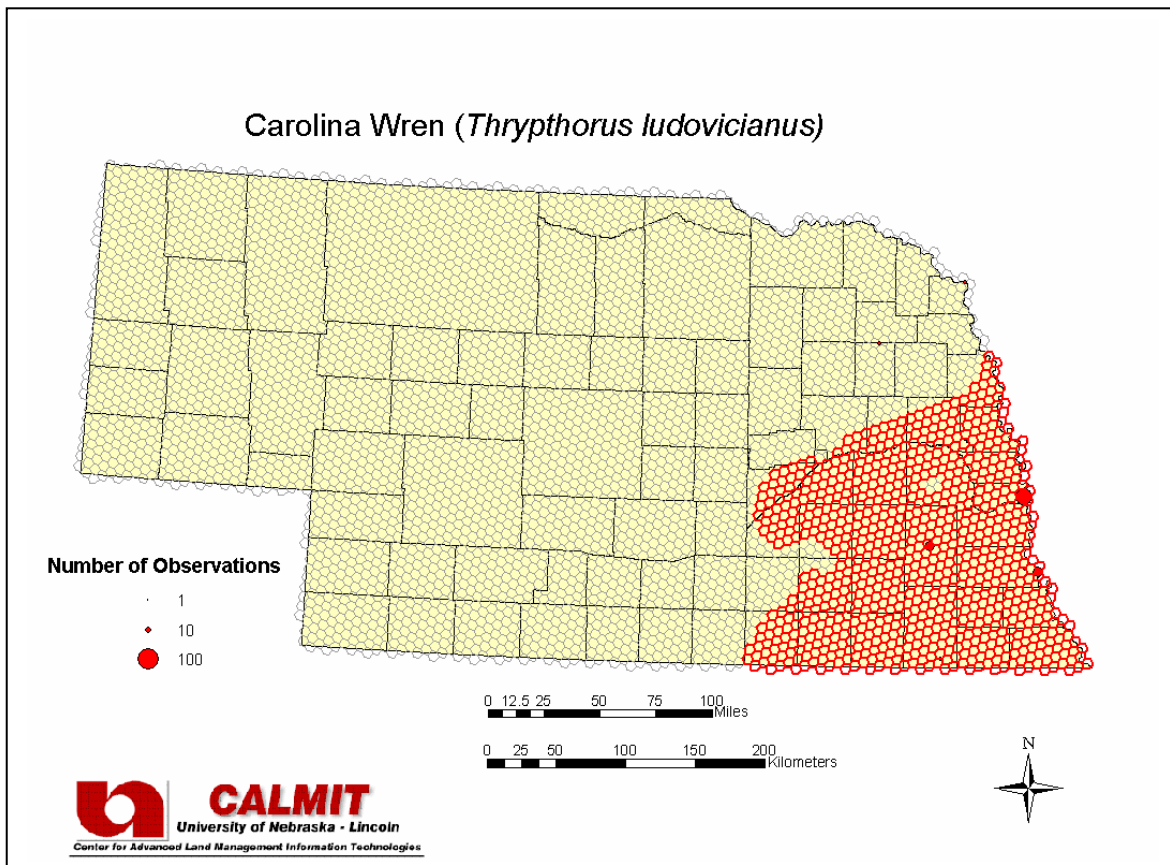 Carolina Wren (Thrypthorus ludovicianus)
Number of Observations
1
10
100
0 12.5 25 50 75 100
Miles
0 25 50 100 150 200
Kilometers
N
CALMIT
University of Nebraska - Lincoln
Center for Advanced Land Management Information Technologies